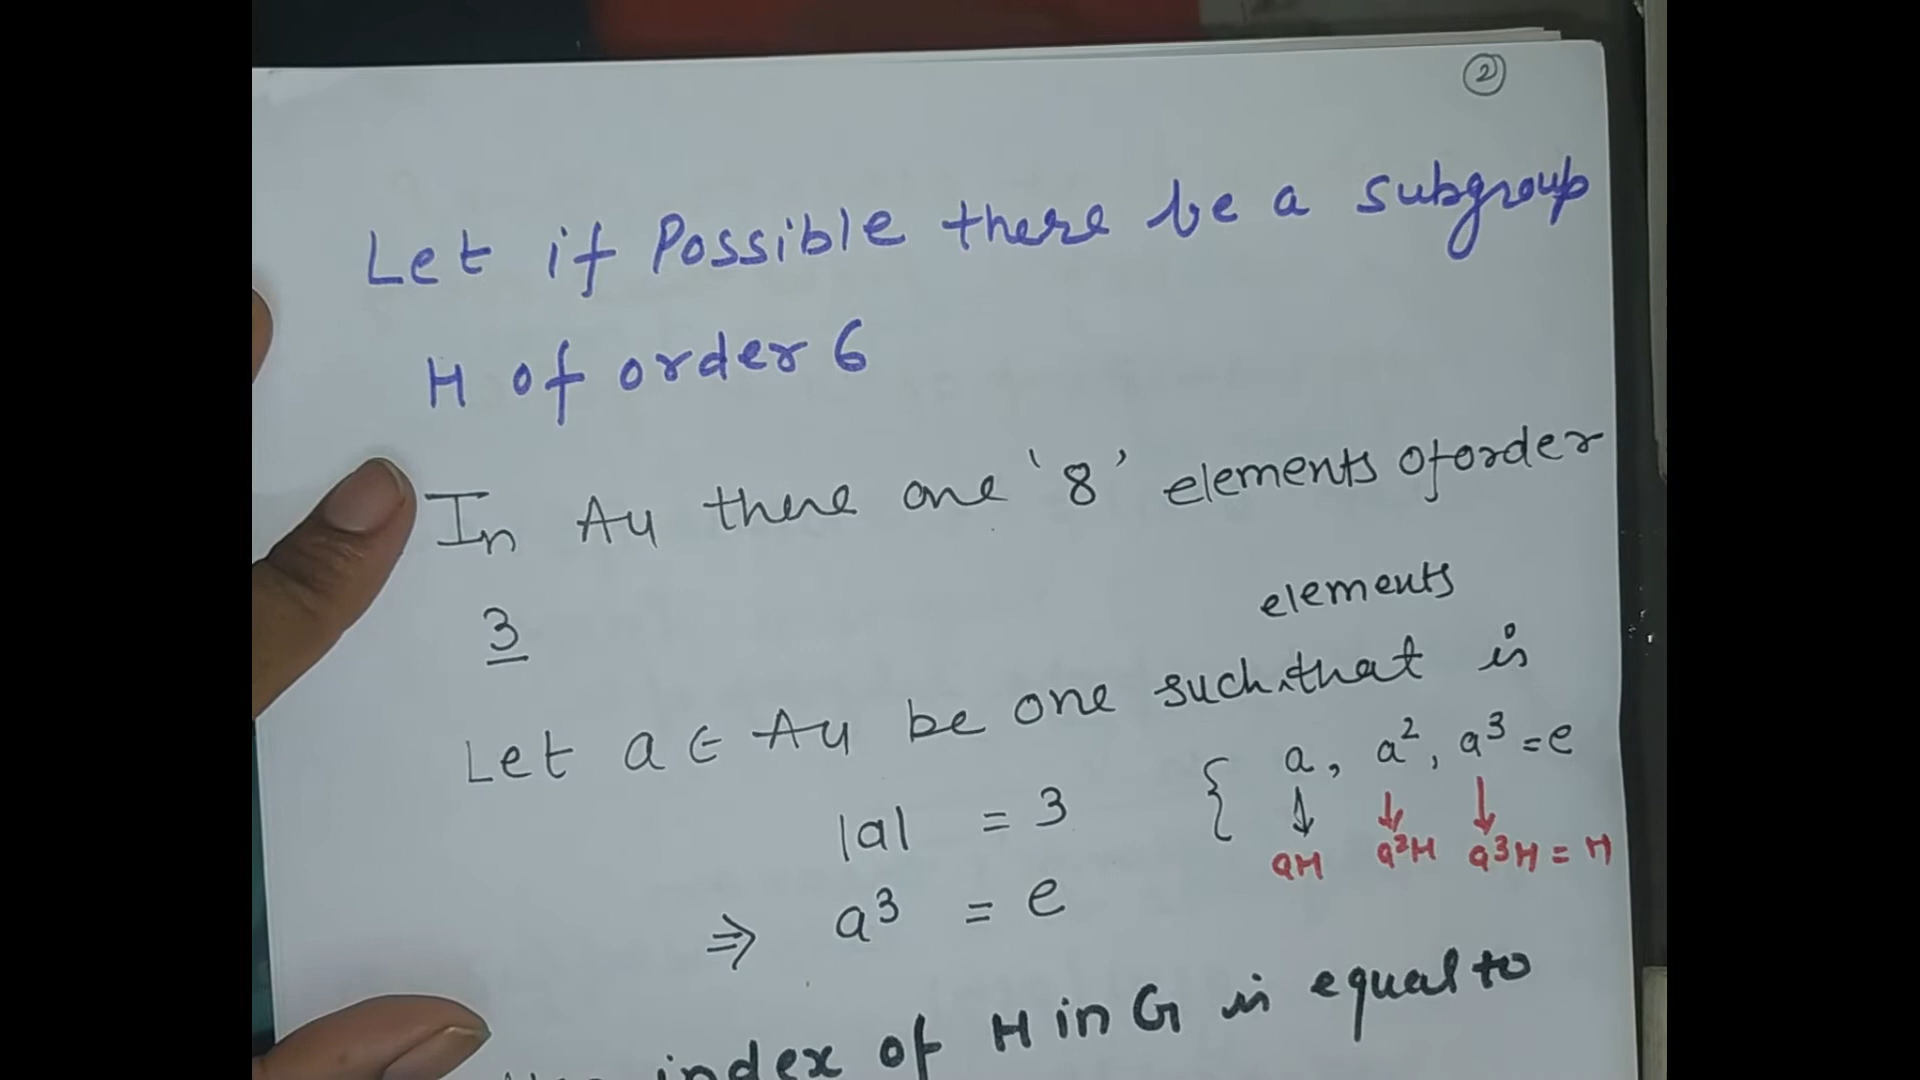 2
Let if Possible there be a subgroup
H of order 6
In A4 there are '8' elements of order
3
elements
Let a ∈ A4 be one such that is
|a| = 3 { a, a², a³ = e
↓ ↓ ↓
aH a²H a³H = H
⇒ a³ = e
index of H in G is equal to